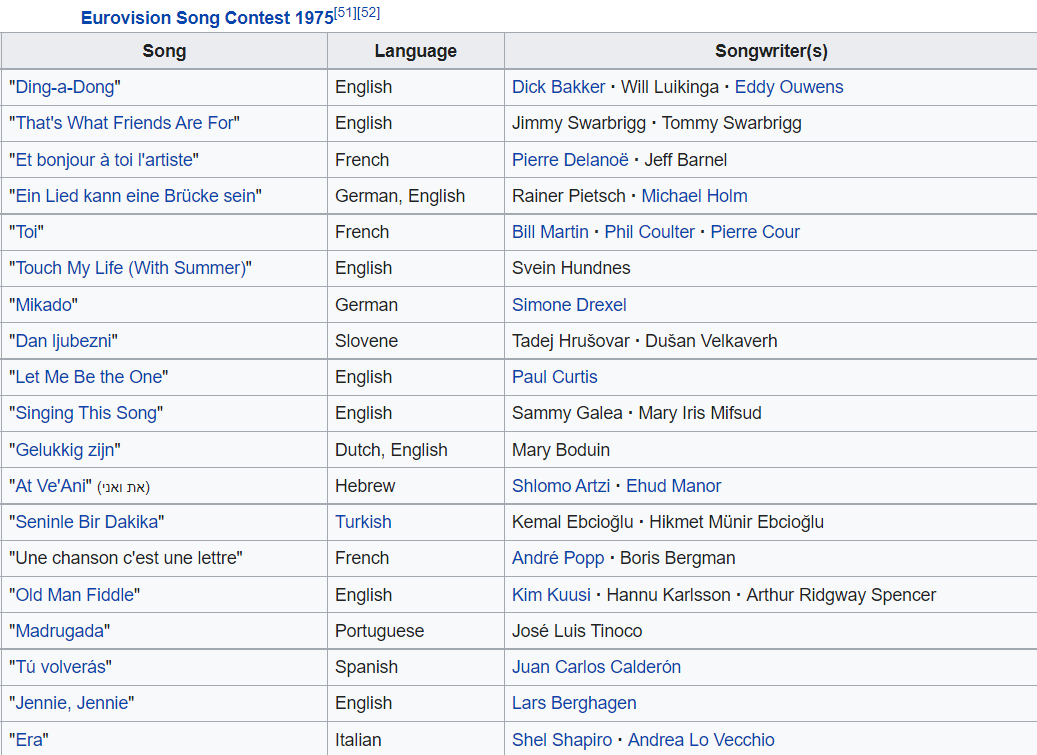 Eurovision Song Contest 1975[51][52]
Song Language Songwriter(s)
"Ding-a-Dong" English Dick Bakker · Will Luikinga · Eddy Ouwens
"That's What Friends Are For" English Jimmy Swarbrigg · Tommy Swarbrigg
"Et bonjour à toi l'artiste" French Pierre Delanoë · Jeff Barnel
"Ein Lied kann eine Brücke sein" German, English Rainer Pietsch · Michael Holm
"Toi" French Bill Martin · Phil Coulter · Pierre Cour
"Touch My Life (With Summer)" English Svein Hundnes
"Mikado" German Simone Drexel
"Dan ljubezni" Slovene Tadej Hrušovar · Dušan Velkaverh
"Let Me Be the One" English Paul Curtis
"Singing This Song" English Sammy Galea · Mary Iris Mifsud
"Gelukkig zijn" Dutch, English Mary Boduin
"At Ve'Ani" (את ואני) Hebrew Shlomo Artzi · Ehud Manor
"Seninle Bir Dakika" Turkish Kemal Ebcioğlu · Hikmet Münir Ebcioğlu
"Une chanson c'est une lettre" French André Popp · Boris Bergman
"Old Man Fiddle" English Kim Kuusi · Hannu Karlsson · Arthur Ridgway Spencer
"Madrugada" Portuguese José Luis Tinoco
"Tú volverás" Spanish Juan Carlos Calderón
"Jennie, Jennie" English Lars Berghagen
"Era" Italian Shel Shapiro · Andrea Lo Vecchio